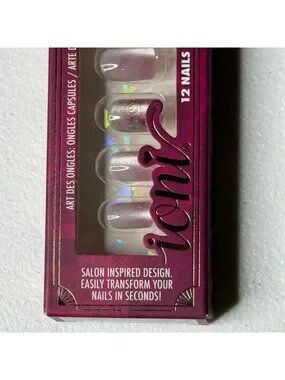 ART DES ONGLES: ONGLES CAPSULES / ARTE D
12 NAILS
ioni
SALON INSPIRED DESIGN.
EASILY TRANSFORM YOUR
NAILS IN SECONDS!